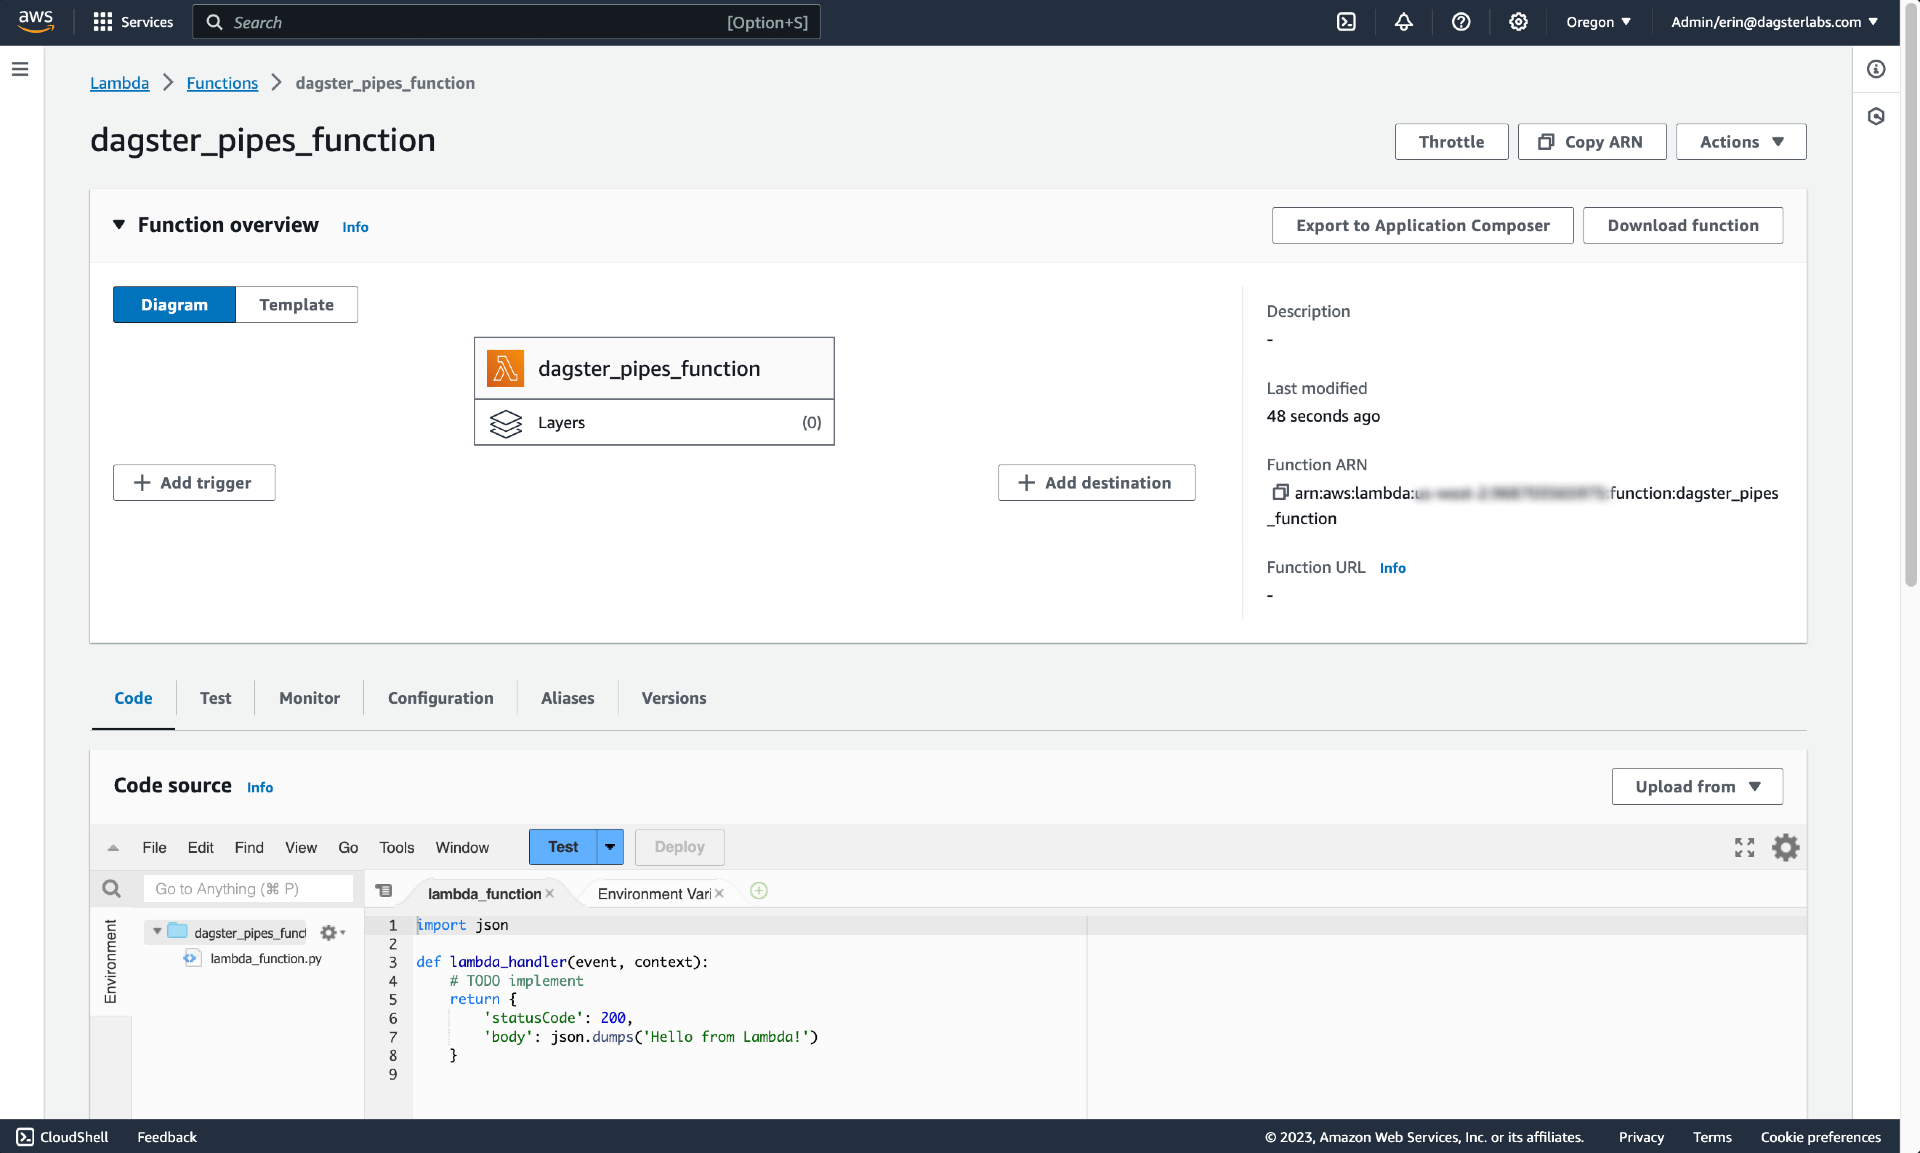 aws Services Search [Option+S] Oregon Admin/erin@dagsterlabs.com
Lambda Functions dagster_pipes_function
dagster_pipes_function
Throttle Copy ARN Actions
Function overview Info
Export to Application Composer Download function
Diagram Template
dagster_pipes_function
Layers (0)
+ Add trigger
+ Add destination
Description
-
Last modified
48 seconds ago
Function ARN
arn:aws:lambda: function:dagster_pipes
_function
Function URL Info
-
Code Test Monitor Configuration Aliases Versions
Code source Info
Upload from
File Edit Find View Go Tools Window Test Deploy
Go to Anything (⌘ P)
lambda_function × Environment Vari ×
Environment
dagster_pipes_funct
lambda_function.py
1 import json
2
3 def lambda_handler(event, context):
4 # TODO implement
5 return {
6 'statusCode': 200,
7 'body': json.dumps('Hello from Lambda!')
8 }
9
CloudShell Feedback © 2023, Amazon Web Services, Inc. or its affiliates. Privacy Terms Cookie preferences